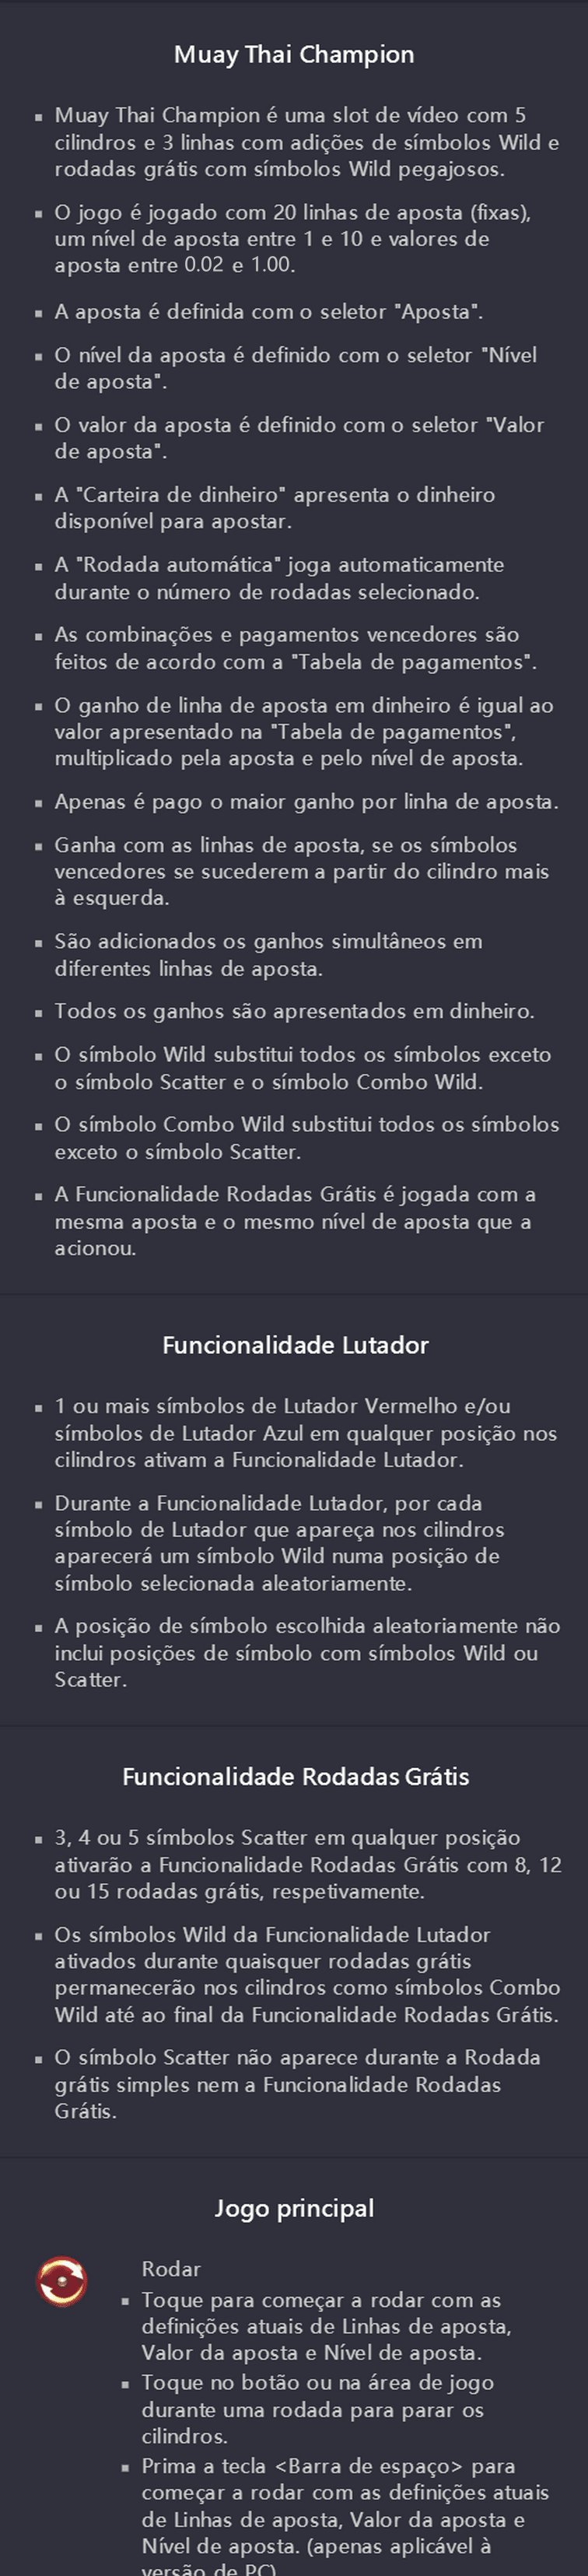 Muay Thai Champion
▪ Muay Thai Champion é uma slot de vídeo com 5
cilindros e 3 linhas com adições de símbolos Wild e
rodadas grátis com símbolos Wild pegajosos.
▪ O jogo é jogado com 20 linhas de aposta (fixas),
um nível de aposta entre 1 e 10 e valores de
aposta entre 0.02 e 1.00.
▪ A aposta é definida com o seletor "Aposta".
▪ O nível da aposta é definido com o seletor "Nível
de aposta".
▪ O valor da aposta é definido com o seletor "Valor
de aposta".
▪ A "Carteira de dinheiro" apresenta o dinheiro
disponível para apostar.
▪ A "Rodada automática" joga automaticamente
durante o número de rodadas selecionado.
▪ As combinações e pagamentos vencedores são
feitos de acordo com a "Tabela de pagamentos".
▪ O ganho de linha de aposta em dinheiro é igual ao
valor apresentado na "Tabela de pagamentos",
multiplicado pela aposta e pelo nível de aposta.
▪ Apenas é pago o maior ganho por linha de aposta.
▪ Ganha com as linhas de aposta, se os símbolos
vencedores se sucederem a partir do cilindro mais
à esquerda.
▪ São adicionados os ganhos simultâneos em
diferentes linhas de aposta.
▪ Todos os ganhos são apresentados em dinheiro.
▪ O símbolo Wild substitui todos os símbolos exceto
o símbolo Scatter e o símbolo Combo Wild.
▪ O símbolo Combo Wild substitui todos os símbolos
exceto o símbolo Scatter.
▪ A Funcionalidade Rodadas Grátis é jogada com a
mesma aposta e o mesmo nível de aposta que a
acionou.
Funcionalidade Lutador
▪ 1 ou mais símbolos de Lutador Vermelho e/ou
símbolos de Lutador Azul em qualquer posição nos
cilindros ativam a Funcionalidade Lutador.
▪ Durante a Funcionalidade Lutador, por cada
símbolo de Lutador que apareça nos cilindros
aparecerá um símbolo Wild numa posição de
símbolo selecionada aleatoriamente.
▪ A posição de símbolo escolhida aleatoriamente não
inclui posições de símbolo com símbolos Wild ou
Scatter.
Funcionalidade Rodadas Grátis
▪ 3, 4 ou 5 símbolos Scatter em qualquer posição
ativarão a Funcionalidade Rodadas Grátis com 8, 12
ou 15 rodadas grátis, respetivamente.
▪ Os símbolos Wild da Funcionalidade Lutador
ativados durante quaisquer rodadas grátis
permanecerão nos cilindros como símbolos Combo
Wild até ao final da Funcionalidade Rodadas Grátis.
▪ O símbolo Scatter não aparece durante a Rodada
grátis simples nem a Funcionalidade Rodadas
Grátis.
Jogo principal
Rodar
▪ Toque para começar a rodar com as
definições atuais de Linhas de aposta,
Valor da aposta e Nível de aposta.
▪ Toque no botão ou na área de jogo
durante uma rodada para parar os
cilindros.
▪ Prima a tecla <Barra de espaço> para
começar a rodar com as definições atuais
de Linhas de aposta, Valor da aposta e
Nível de aposta. (apenas aplicável à
versão de PC)